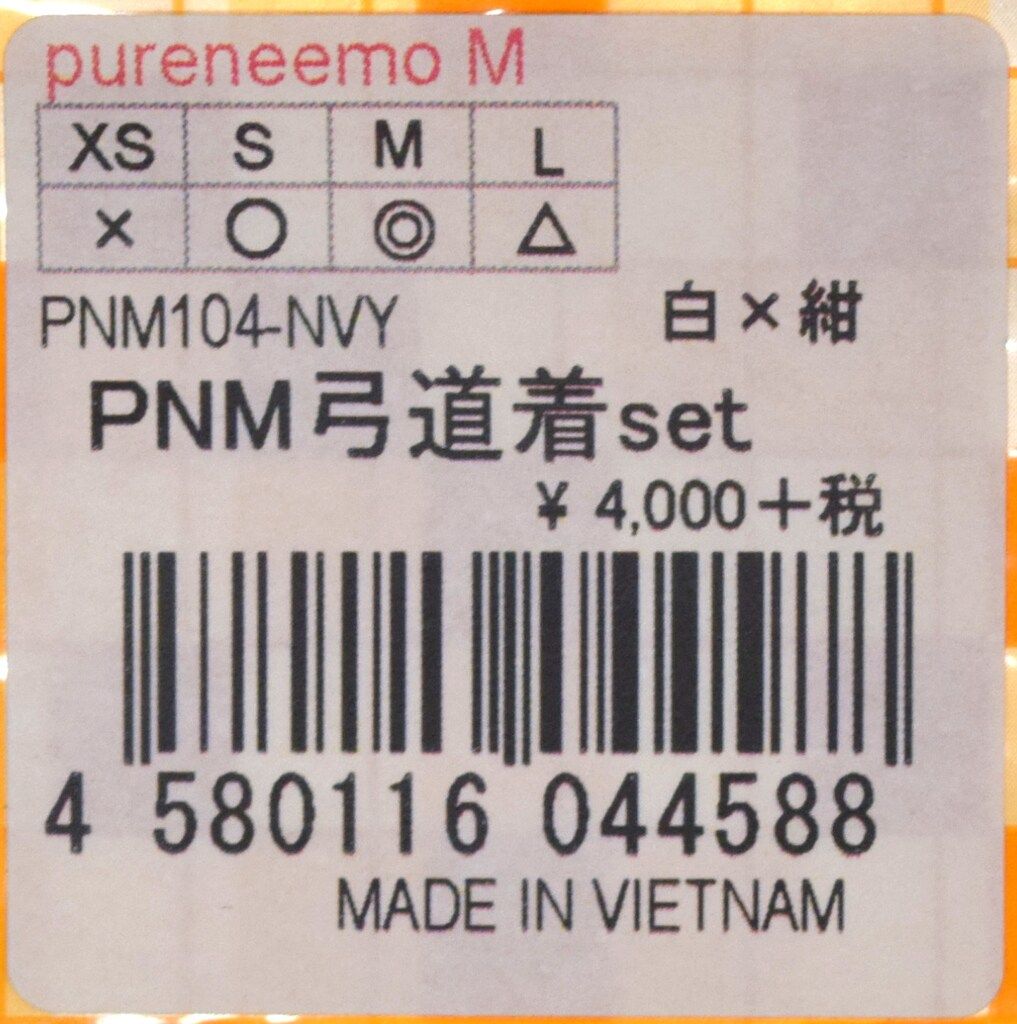 pureneemo M
XS S M L
× ○ ◎ △
PNM104-NVY 白×紺
PNM弓道着set
¥ 4,000+税
4 580116 044588
MADE IN VIETNAM